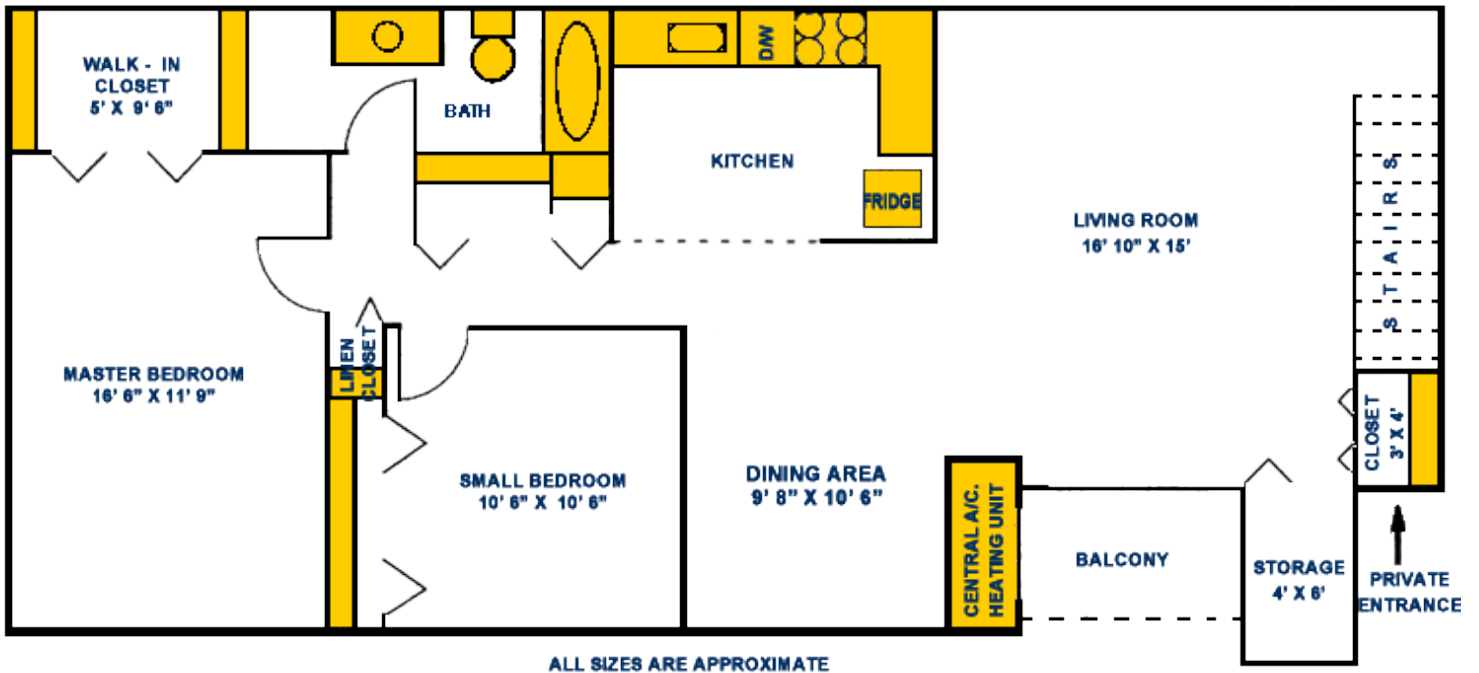 WALK - IN
CLOSET
5' X 9' 6"
BATH
D/W
KITCHEN
FRIDGE
LIVING ROOM
16' 10" X 15'
STAIRS
MASTER BEDROOM
16' 6" X 11' 9"
LINEN
CLOSET
SMALL BEDROOM
10' 6" X 10' 6"
DINING AREA
9' 8" X 10' 6"
CENTRAL A/C.
HEATING UNIT
BALCONY
STORAGE
4' X 6'
CLOSET
3' X 4'
PRIVATE
ENTRANCE
ALL SIZES ARE APPROXIMATE